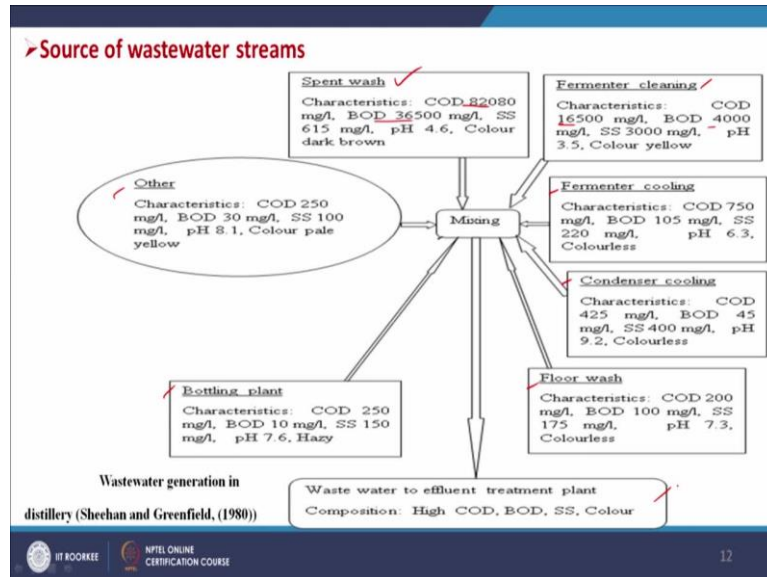 ➢Source of wastewater streams
Spent wash
Characteristics: COD 82080
mg/l, BOD 36500 mg/l, SS
615 mg/l, pH 4.6, Colour
dark brown
Fermenter cleaning
Characteristics: COD
16500 mg/l, BOD 4000
mg/l, SS 3000 mg/l, pH
3.5, Colour yellow
Other
Characteristics: COD 250
mg/l, BOD 30 mg/l, SS 100
mg/l, pH 8.1, Colour pale
yellow
Mixing
Fermenter cooling
Characteristics: COD 750
mg/l, BOD 105 mg/l, SS
220 mg/l, pH 6.3,
Colourless
Condenser cooling
Characteristics: COD
425 mg/l, BOD 45
mg/l, SS 400 mg/l, pH
9.2, Colourless
Bottling plant
Characteristics: COD 250
mg/l, BOD 10 mg/l, SS 150
mg/l, pH 7.6, Hazy
Floor wash
Characteristics: COD 200
mg/l, BOD 100 mg/l, SS
175 mg/l, pH 7.3,
Colourless
Wastewater generation in
distillery (Sheehan and Greenfield, (1980))
Waste water to effluent treatment plant
Composition: High COD, BOD, SS, Colour
IIT ROORKEE
NPTEL ONLINE
CERTIFICATION COURSE
12